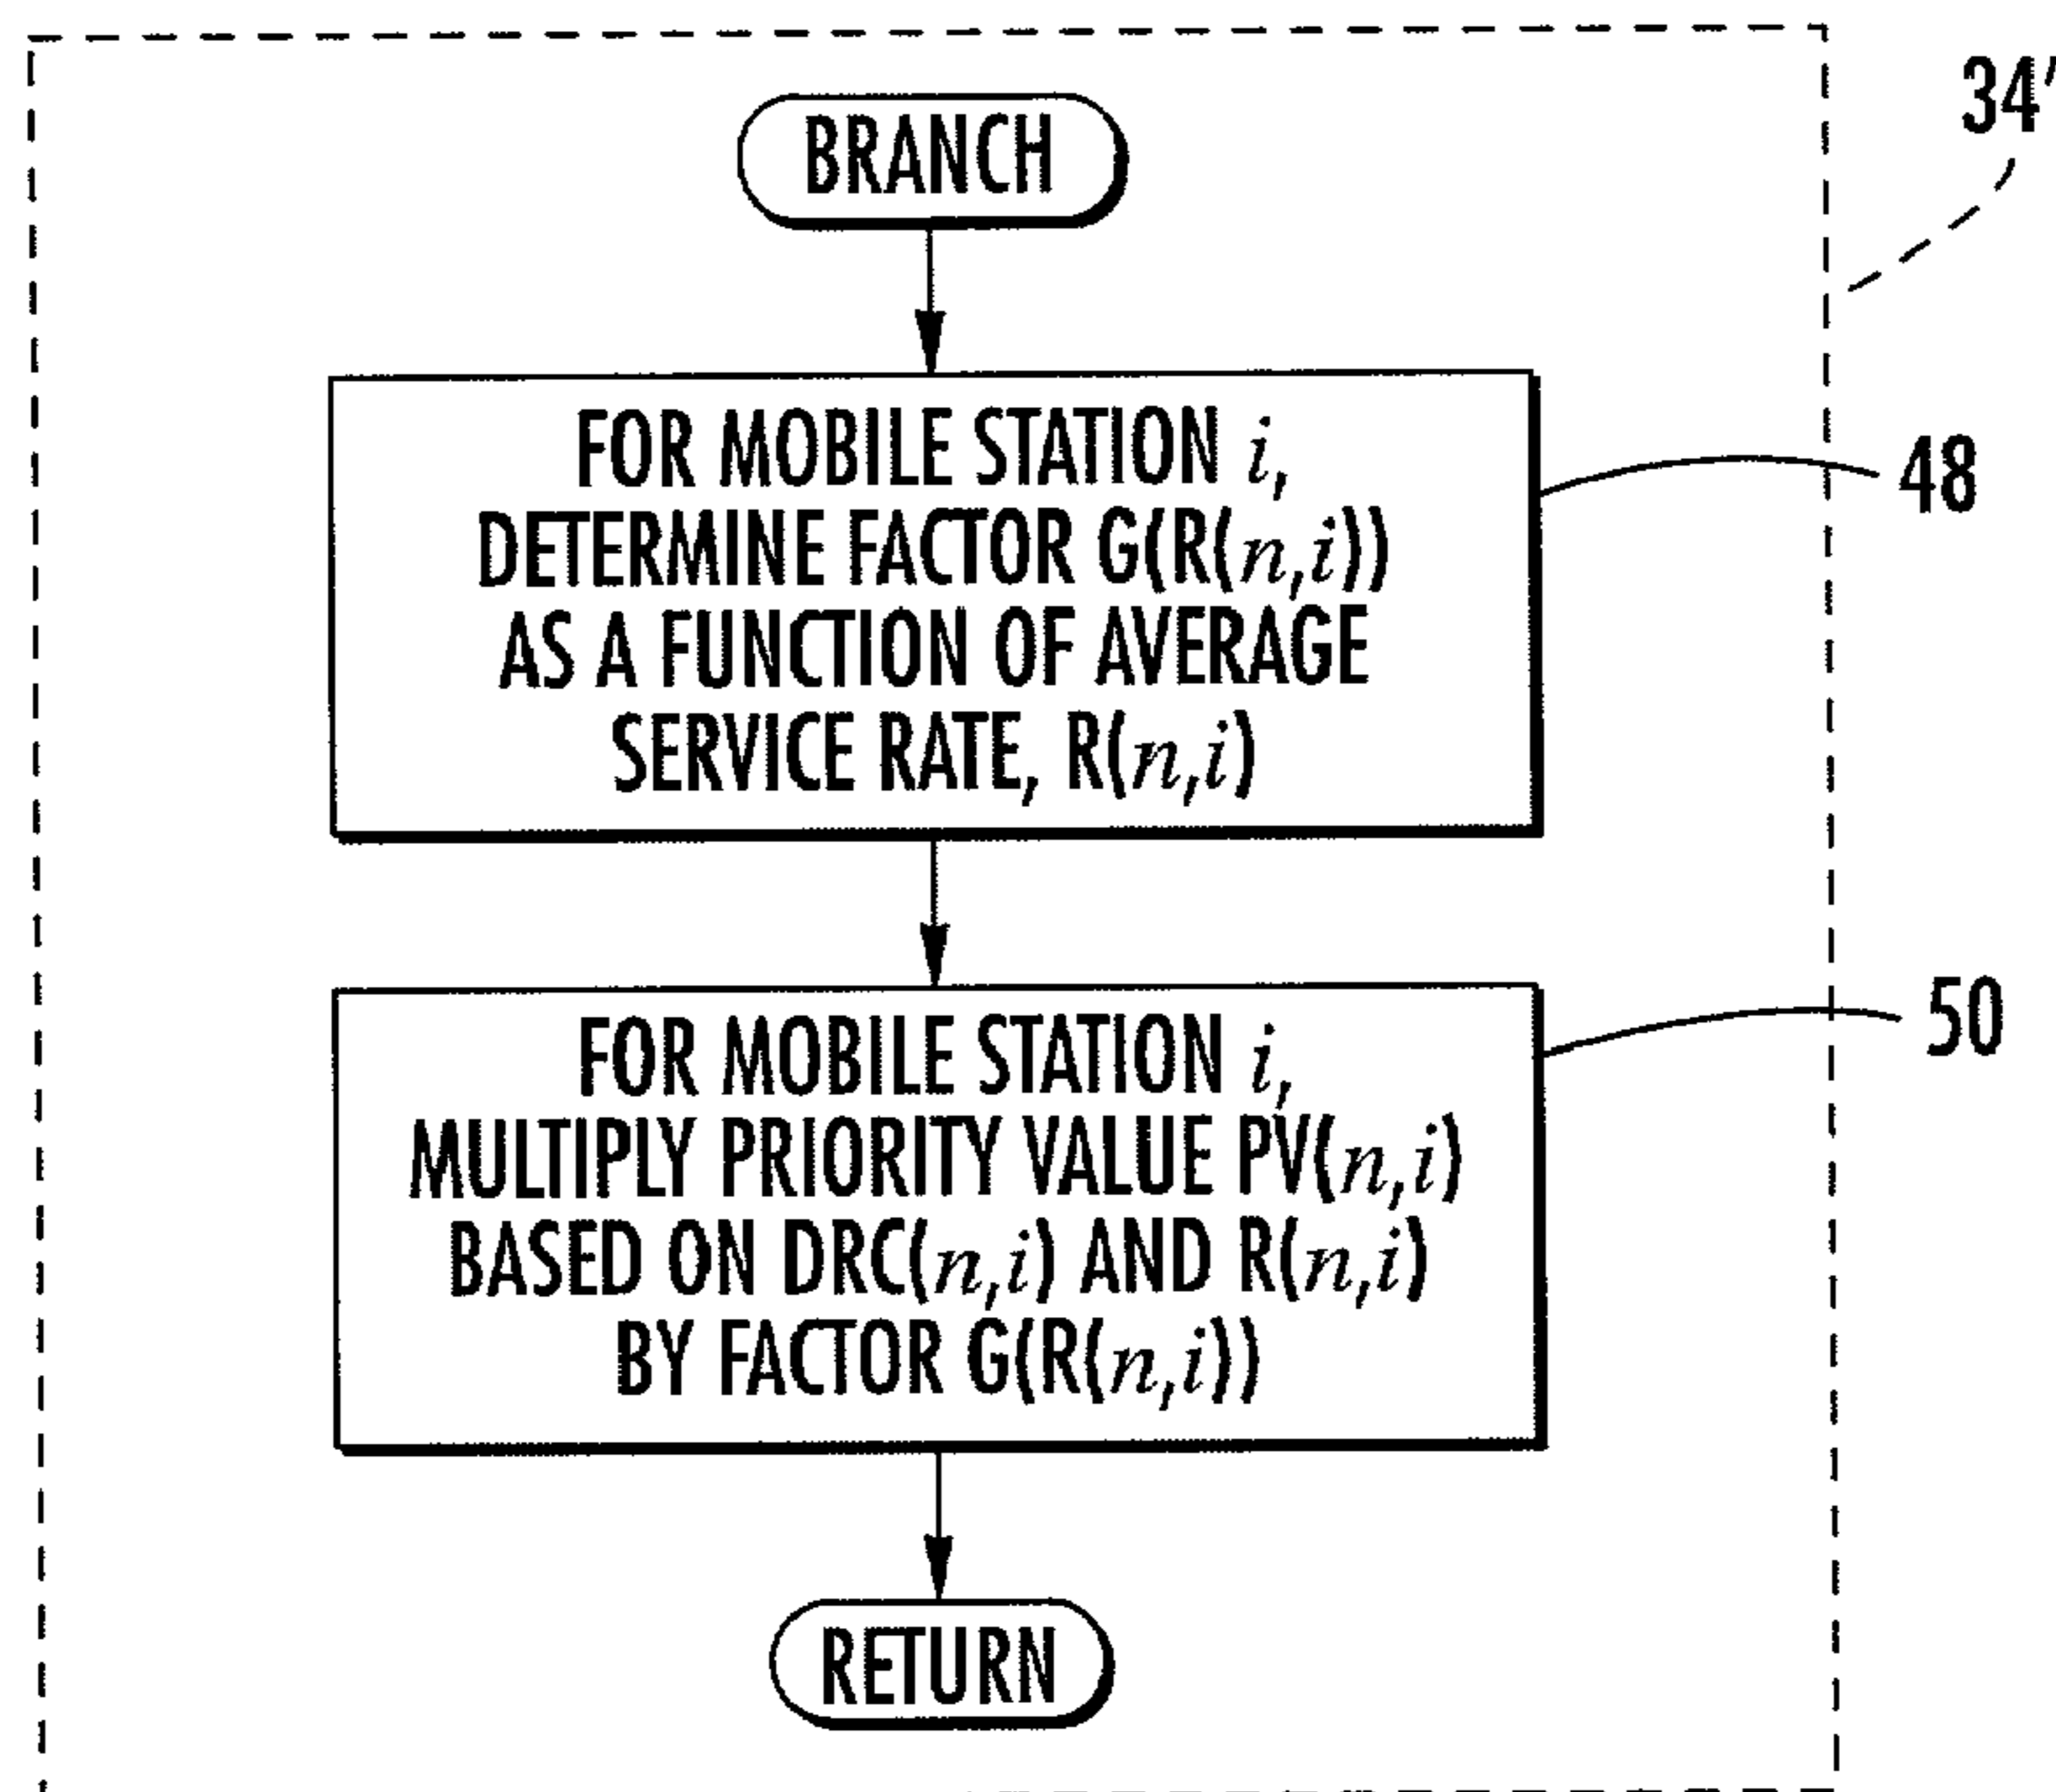 BRANCH
34'
FOR MOBILE STATION i,
DETERMINE FACTOR G(R(n,i))
AS A FUNCTION OF AVERAGE
SERVICE RATE, R(n,i)
48
FOR MOBILE STATION i,
MULTIPLY PRIORITY VALUE PV(n,i)
BASED ON DRC(n,i) AND R(n,i)
BY FACTOR G(R(n,i))
50
RETURN